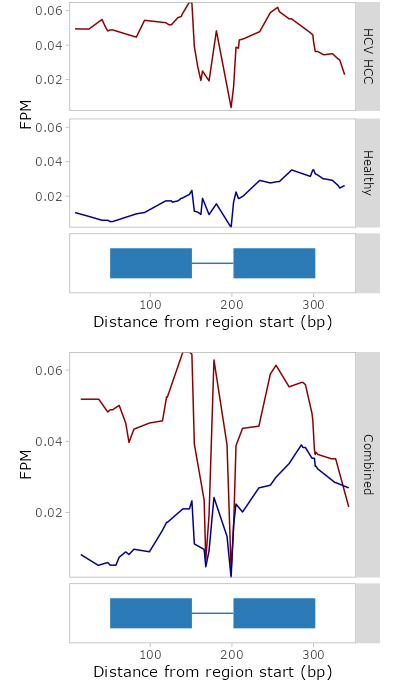 0.06
0.04
0.02
HCV HCC
FPM
0.06
0.04
0.02
Healthy
100 200 300
Distance from region start (bp)
0.06
0.04
0.02
FPM
Combined
100 200 300
Distance from region start (bp)